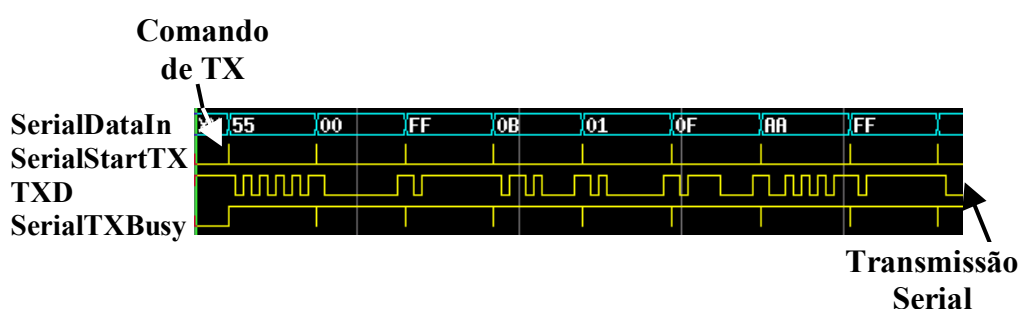 Comando
de TX
SerialDataIn 55 00 FF 0B 01 0F AA FF
SerialStartTX
TXD
SerialTXBusy
Transmissão
Serial